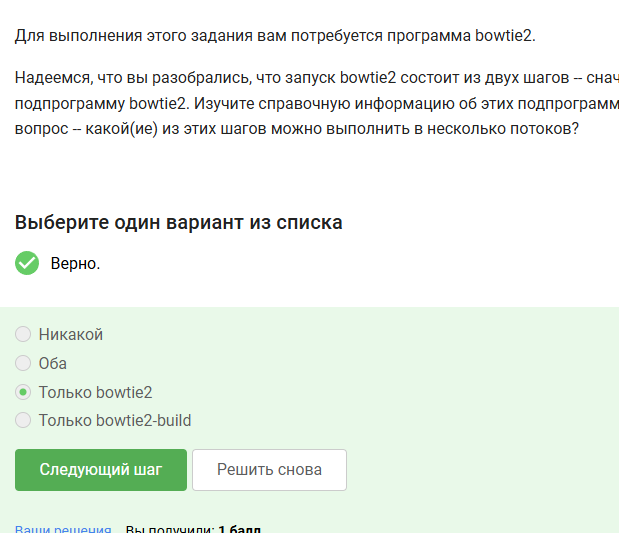 Для выполнения этого задания вам потребуется программа bowtie2.
Надеемся, что вы разобрались, что запуск bowtie2 состоит из двух шагов -- снач
подпрограмму bowtie2. Изучите справочную информацию об этих подпрограмм
вопрос -- какой(ие) из этих шагов можно выполнить в несколько потоков?
Выберите один вариант из списка
Верно.
Никакой
Оба
Только bowtie2
Только bowtie2-build
Следующий шаг Решить снова
Ваши решения Вы получили: 1 балл